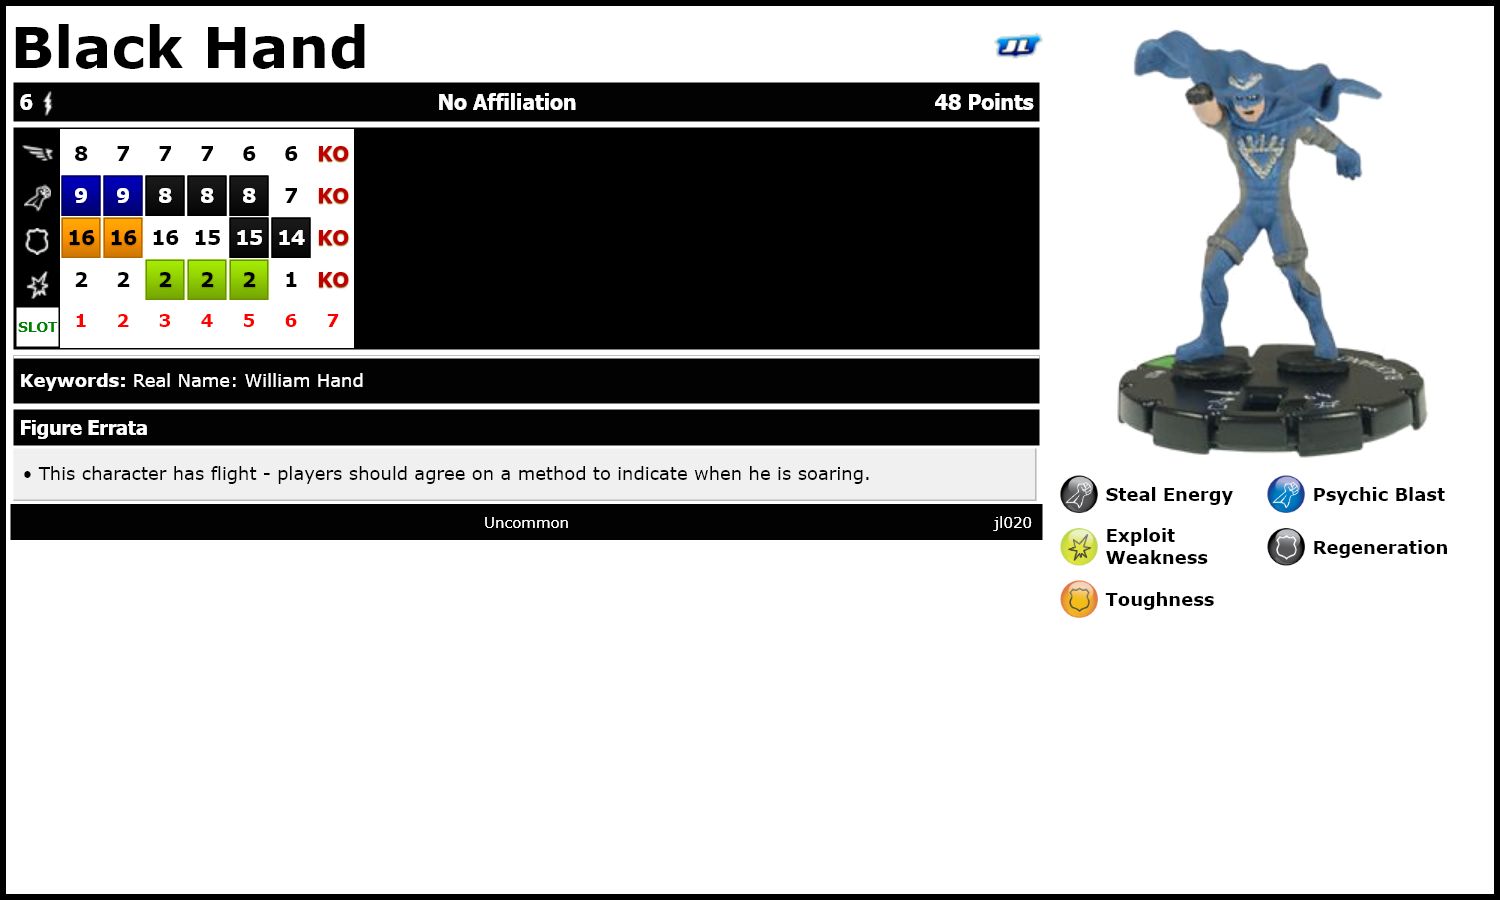 Black Hand
JL
6 No Affiliation 48 Points
8 7 7 7 6 6 KO
9 9 8 8 8 7 KO
16 16 16 15 15 14 KO
2 2 2 2 2 1 KO
SLOT 1 2 3 4 5 6 7
Keywords: Real Name: William Hand
Figure Errata
• This character has flight - players should agree on a method to indicate when he is soaring.
Uncommon jl020
Steal Energy
Psychic Blast
Exploit
Weakness
Regeneration
Toughness